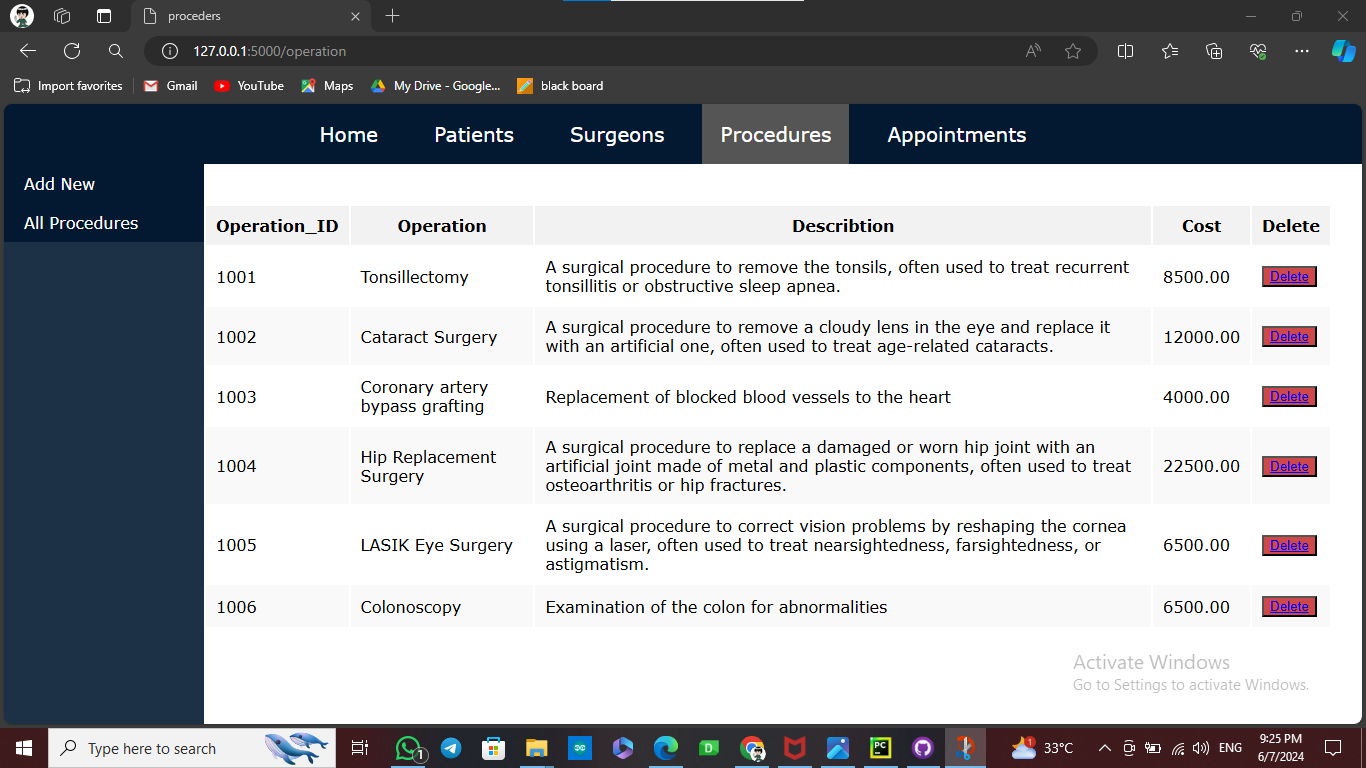 proceders
127.0.0.1:5000/operation
Import favorites Gmail YouTube Maps My Drive - Google... black board
Home Patients Surgeons Procedures Appointments
Add New
All Procedures
Operation_ID Operation Describtion Cost Delete
1001 Tonsillectomy A surgical procedure to remove the tonsils, often used to treat recurrent
tonsillitis or obstructive sleep apnea. 8500.00 Delete
1002 Cataract Surgery A surgical procedure to remove a cloudy lens in the eye and replace it
with an artificial one, often used to treat age-related cataracts. 12000.00 Delete
1003 Coronary artery
bypass grafting Replacement of blocked blood vessels to the heart 4000.00 Delete
1004 Hip Replacement
Surgery A surgical procedure to replace a damaged or worn hip joint with an
artificial joint made of metal and plastic components, often used to treat
osteoarthritis or hip fractures. 22500.00 Delete
1005 LASIK Eye Surgery A surgical procedure to correct vision problems by reshaping the cornea
using a laser, often used to treat nearsightedness, farsightedness, or
astigmatism. 6500.00 Delete
1006 Colonoscopy Examination of the colon for abnormalities 6500.00 Delete
Activate Windows
Go to Settings to activate Windows.
Type here to search 1 D PC 1 33°C ENG 9:25 PM
6/7/2024